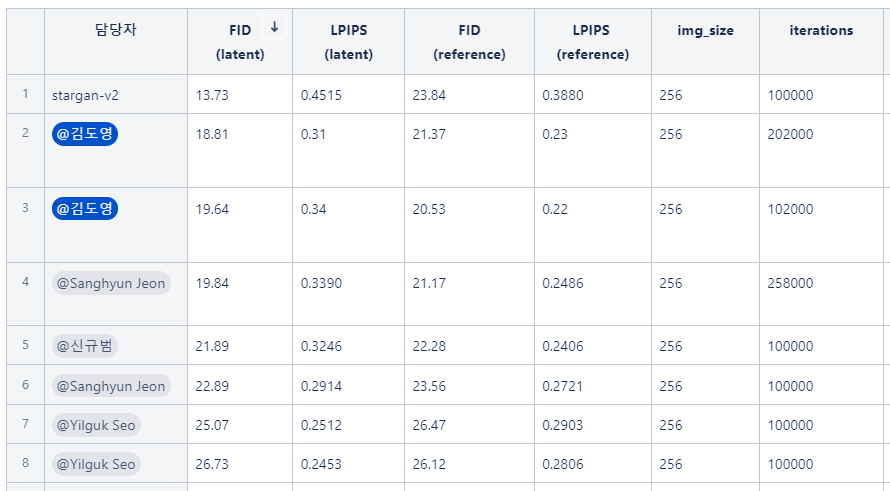 담당자 FID (latent) ↓ LPIPS (latent) FID (reference) LPIPS (reference) img_size iterations
1 stargan-v2 13.73 0.4515 23.84 0.3880 256 100000
2 @김도영 18.81 0.31 21.37 0.23 256 202000
3 @김도영 19.64 0.34 20.53 0.22 256 102000
4 @Sanghyun Jeon 19.84 0.3390 21.17 0.2486 256 258000
5 @신규범 21.89 0.3246 22.28 0.2406 256 100000
6 @Sanghyun Jeon 22.89 0.2914 23.56 0.2721 256 100000
7 @Yilguk Seo 25.07 0.2512 26.47 0.2903 256 100000
8 @Yilguk Seo 26.73 0.2453 26.12 0.2806 256 100000